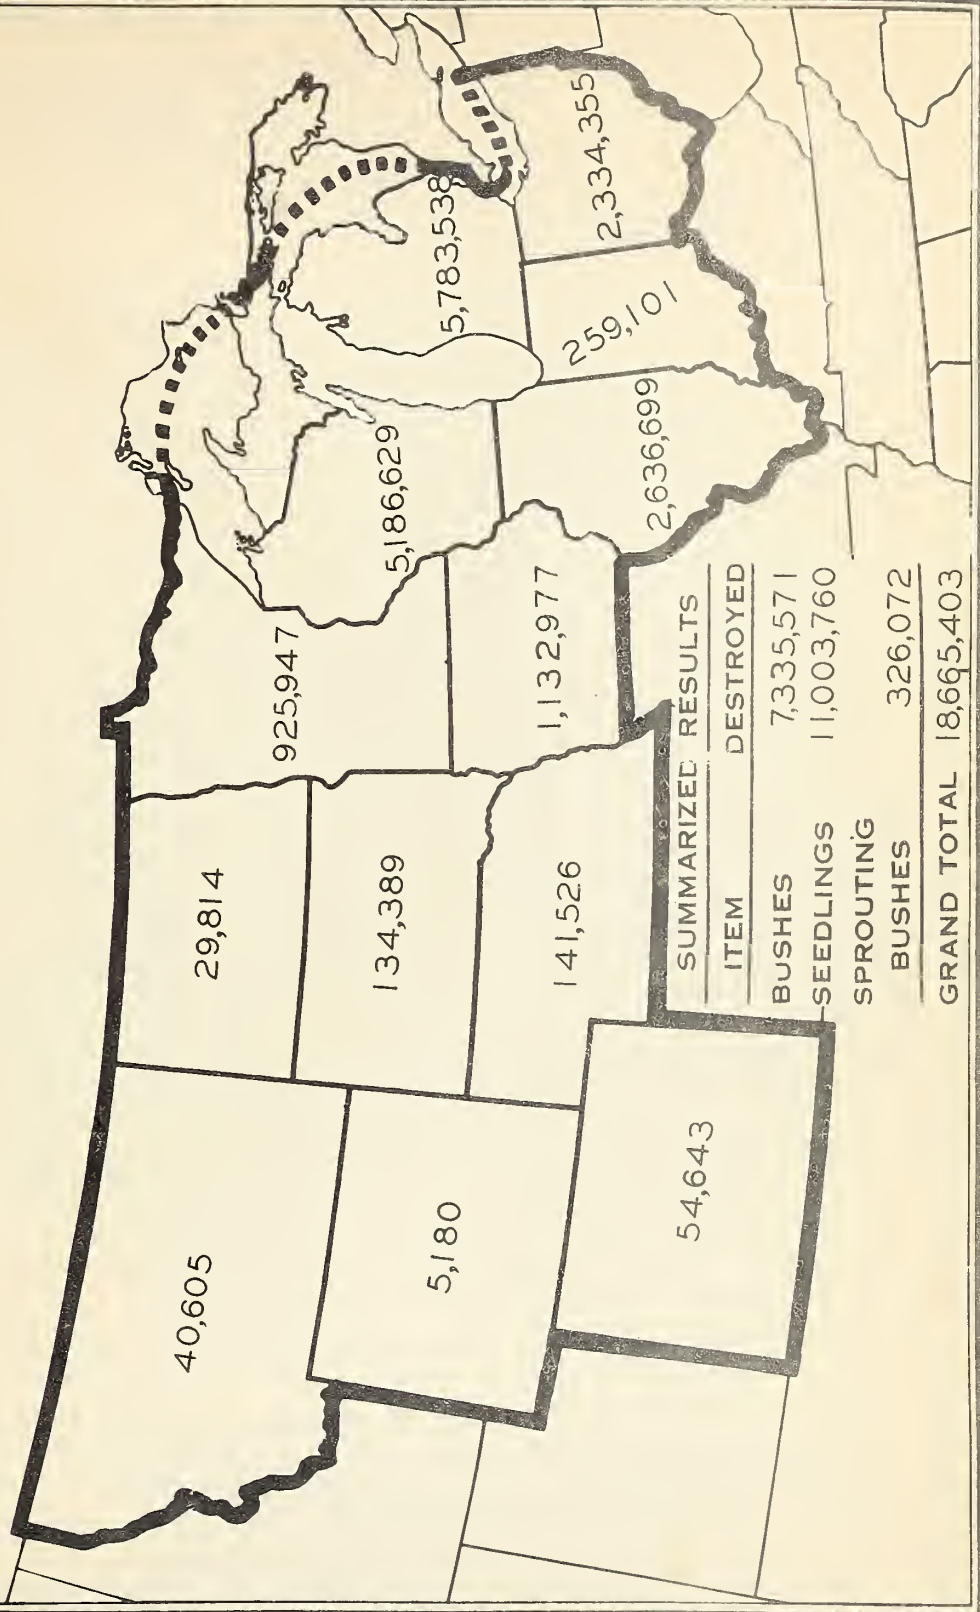 40,605
29,814
925,947
5,186,629
5,783,538
5,180
134,389
1,132,977
2,636,699
259,101
2,334,355
54,643
141,526
SUMMARIZED RESULTS
ITEM DESTROYED
BUSHES 7,335,571
SEEDLINGS 11,003,760
SPROUTING
BUSHES 326,072
GRAND TOTAL 18,665,403